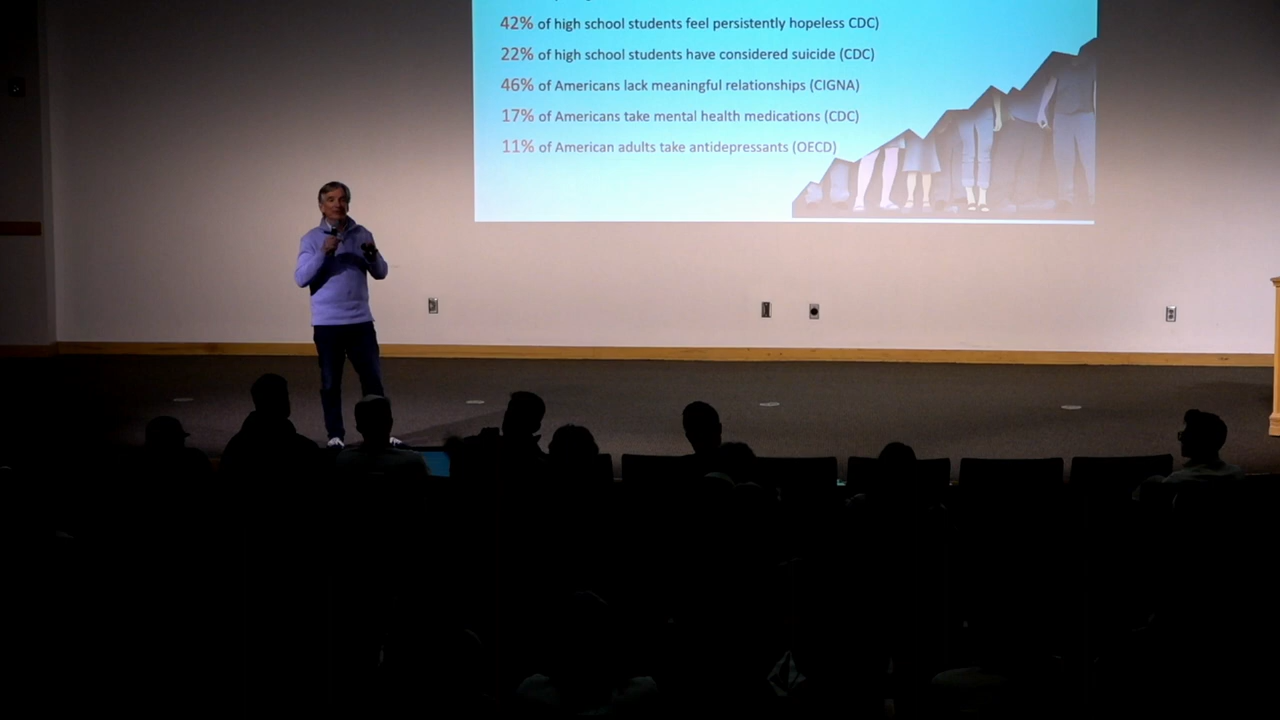 42% of high school students feel persistently hopeless CDC)
22% of high school students have considered suicide (CDC)
46% of Americans lack meaningful relationships (CIGNA)
17% of Americans take mental health medications (CDC)
11% of American adults take antidepressants (OECD)